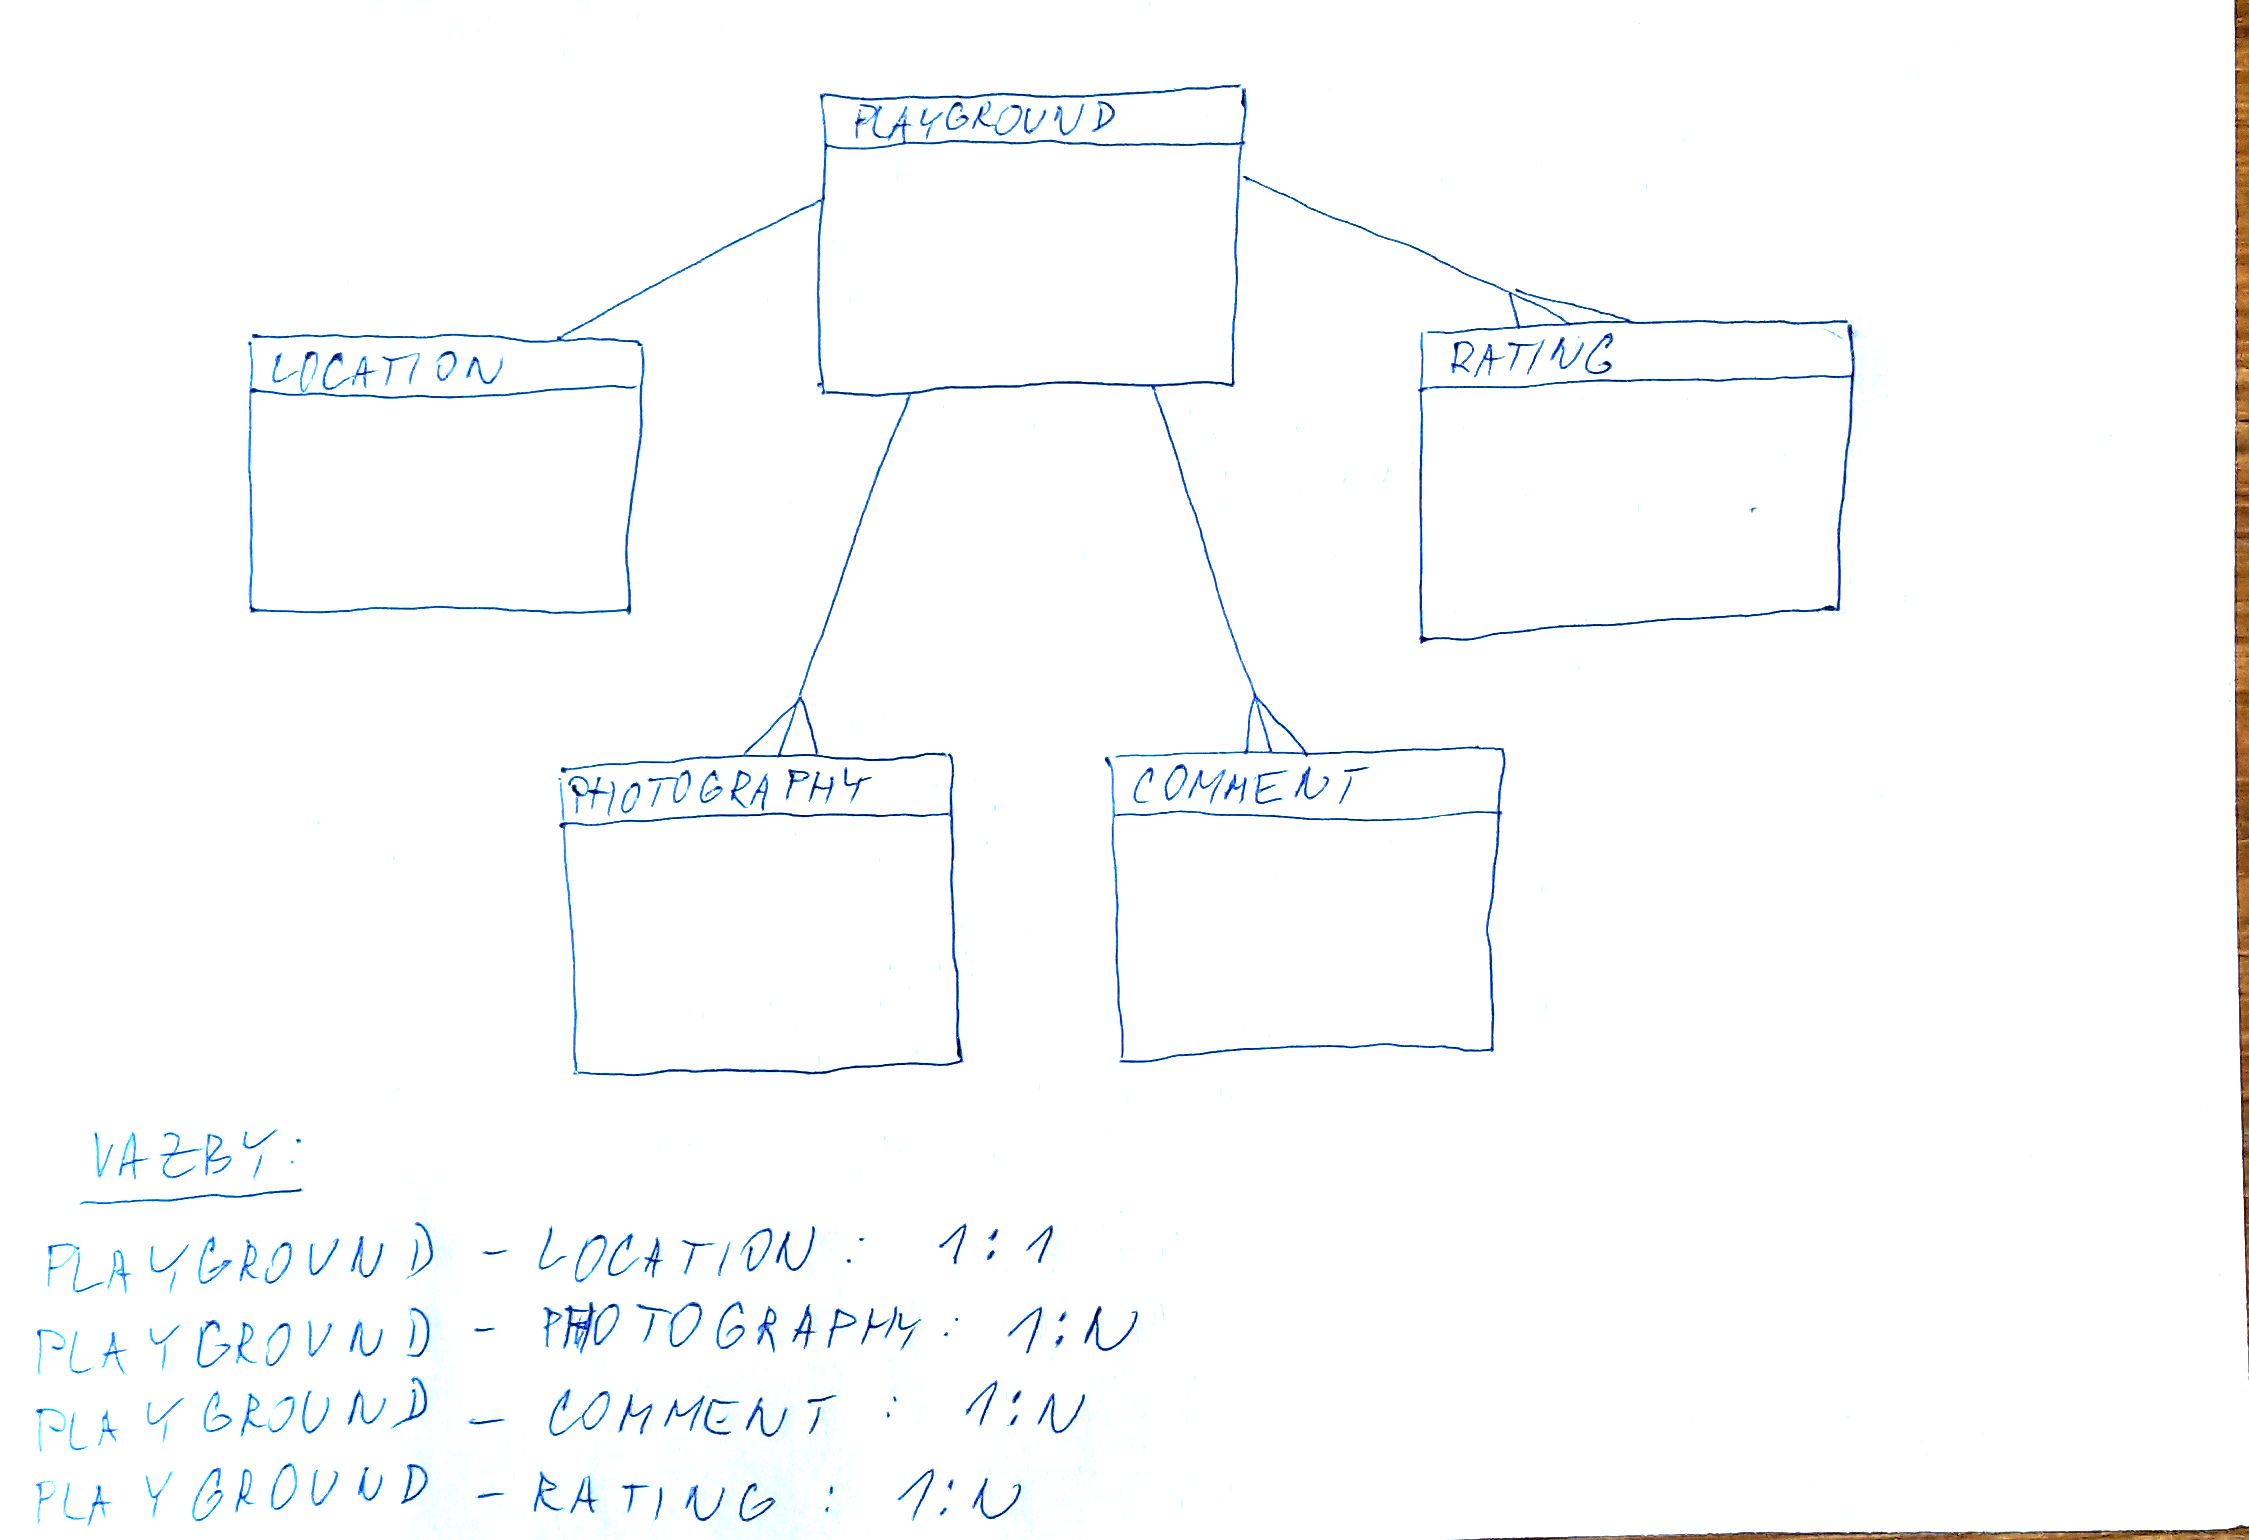 PLAYGROUND
LOCATION
RATING
PHOTOGRAPHY
COMMENT
VAZBY:
PLAYGROUND - LOCATION : 1:1
PLAYGROUND - PHOTOGRAPHY : 1:N
PLAYGROUND - COMMENT : 1:N
PLAYGROUND - RATING : 1:N